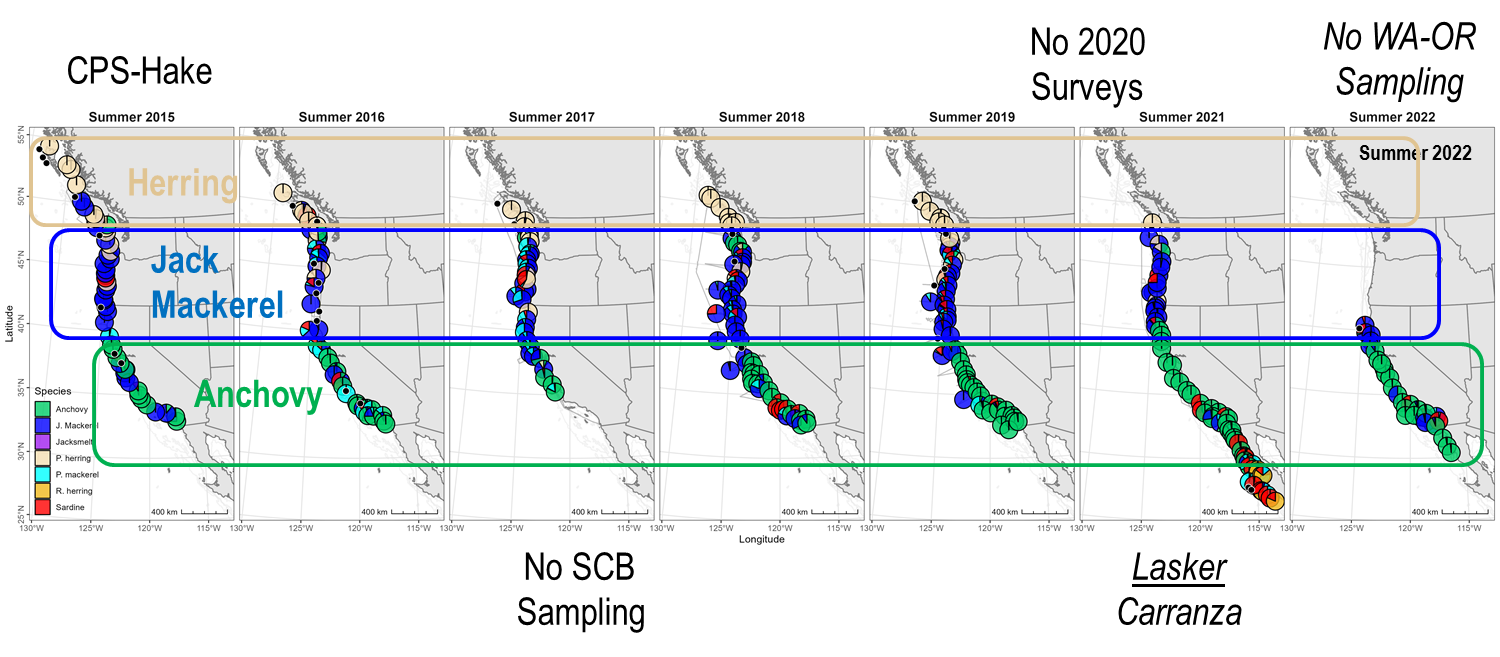 No 2020
Surveys
No WA-OR
Sampling
CPS-Hake
Summer 2015
Summer 2016
Summer 2017
Summer 2018
Summer 2019
Summer 2021
Summer 2022
Summer 2022
Herring
Jack
Mackerel
Anchovy
Latitude
55°N
50°N
45°N
40°N
35°N
30°N
25°N
Species
Anchovy
J. Mackerel
Jacksmelt
P. herring
P. mackerel
R. herring
Sardine
400 km
400 km
400 km
400 km
400 km
400 km
400 km
130°W 125°W 120°W 115°W
130°W 125°W 120°W 115°W
130°W 125°W 120°W 115°W
130°W 125°W 120°W 115°W
130°W 125°W 120°W 115°W
130°W 125°W 120°W 115°W
130°W 125°W 120°W 115°W
Longitude
No SCB
Sampling
Lasker
Carranza